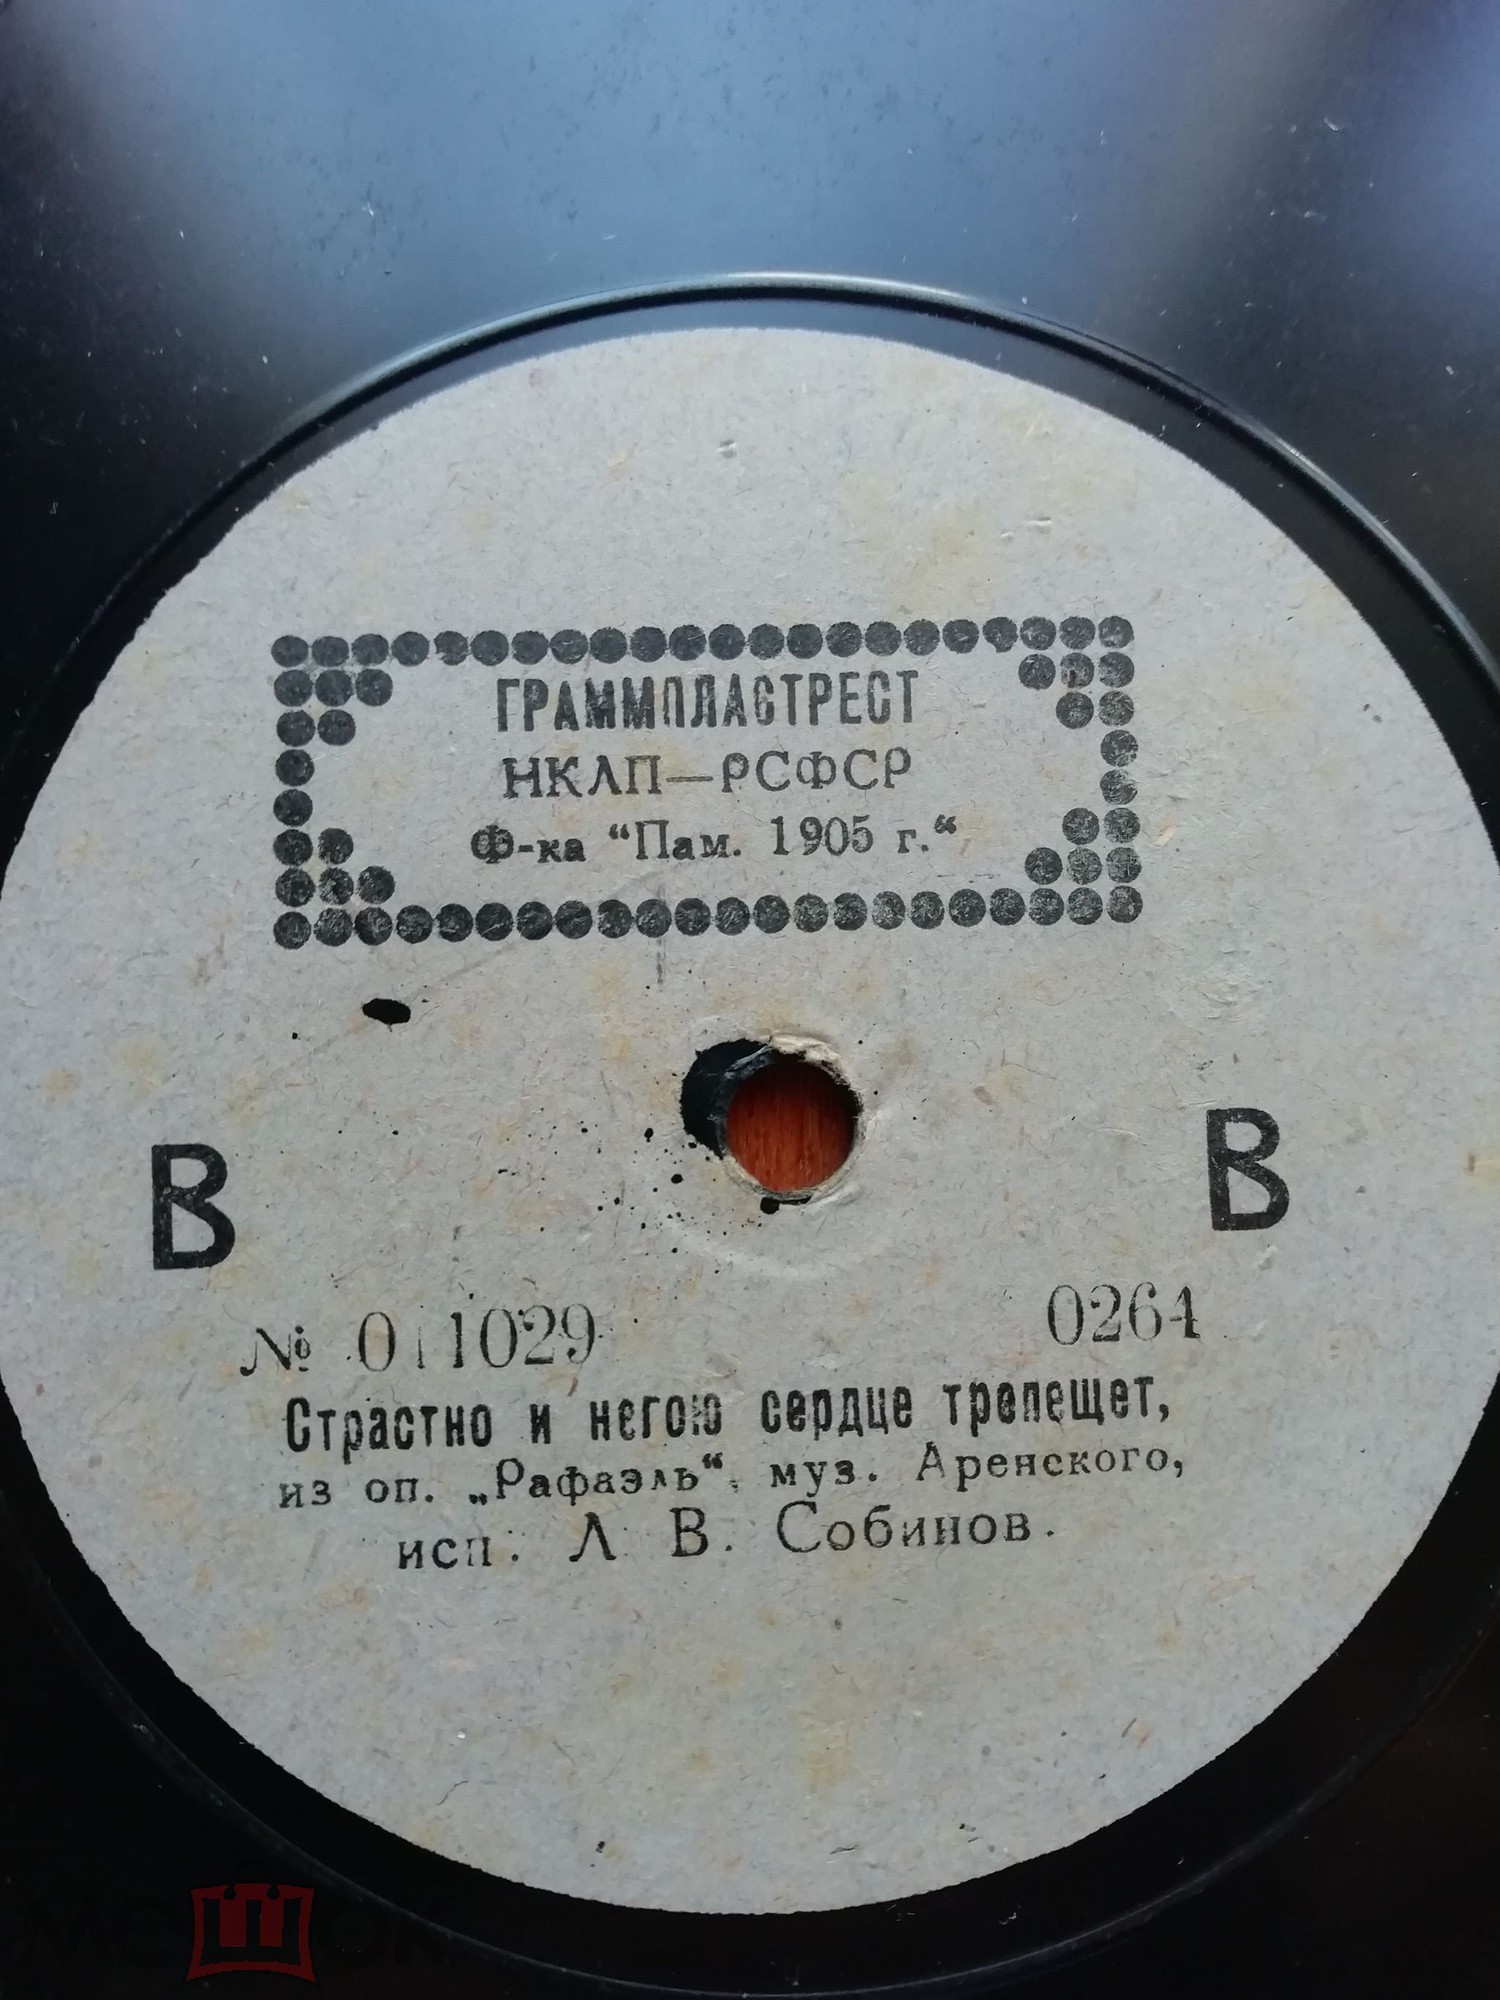 ГРАММПЛАСТРЕСТ
НКЛП—РСФСР
Ф-ка “Пам. 1905 г.“
В В
№ 011029 0264
Страстно и негою сердце трепещет,
из оп. „Рафаэль“, муз. Аренского,
исп. Л В. Собинов.
мешок